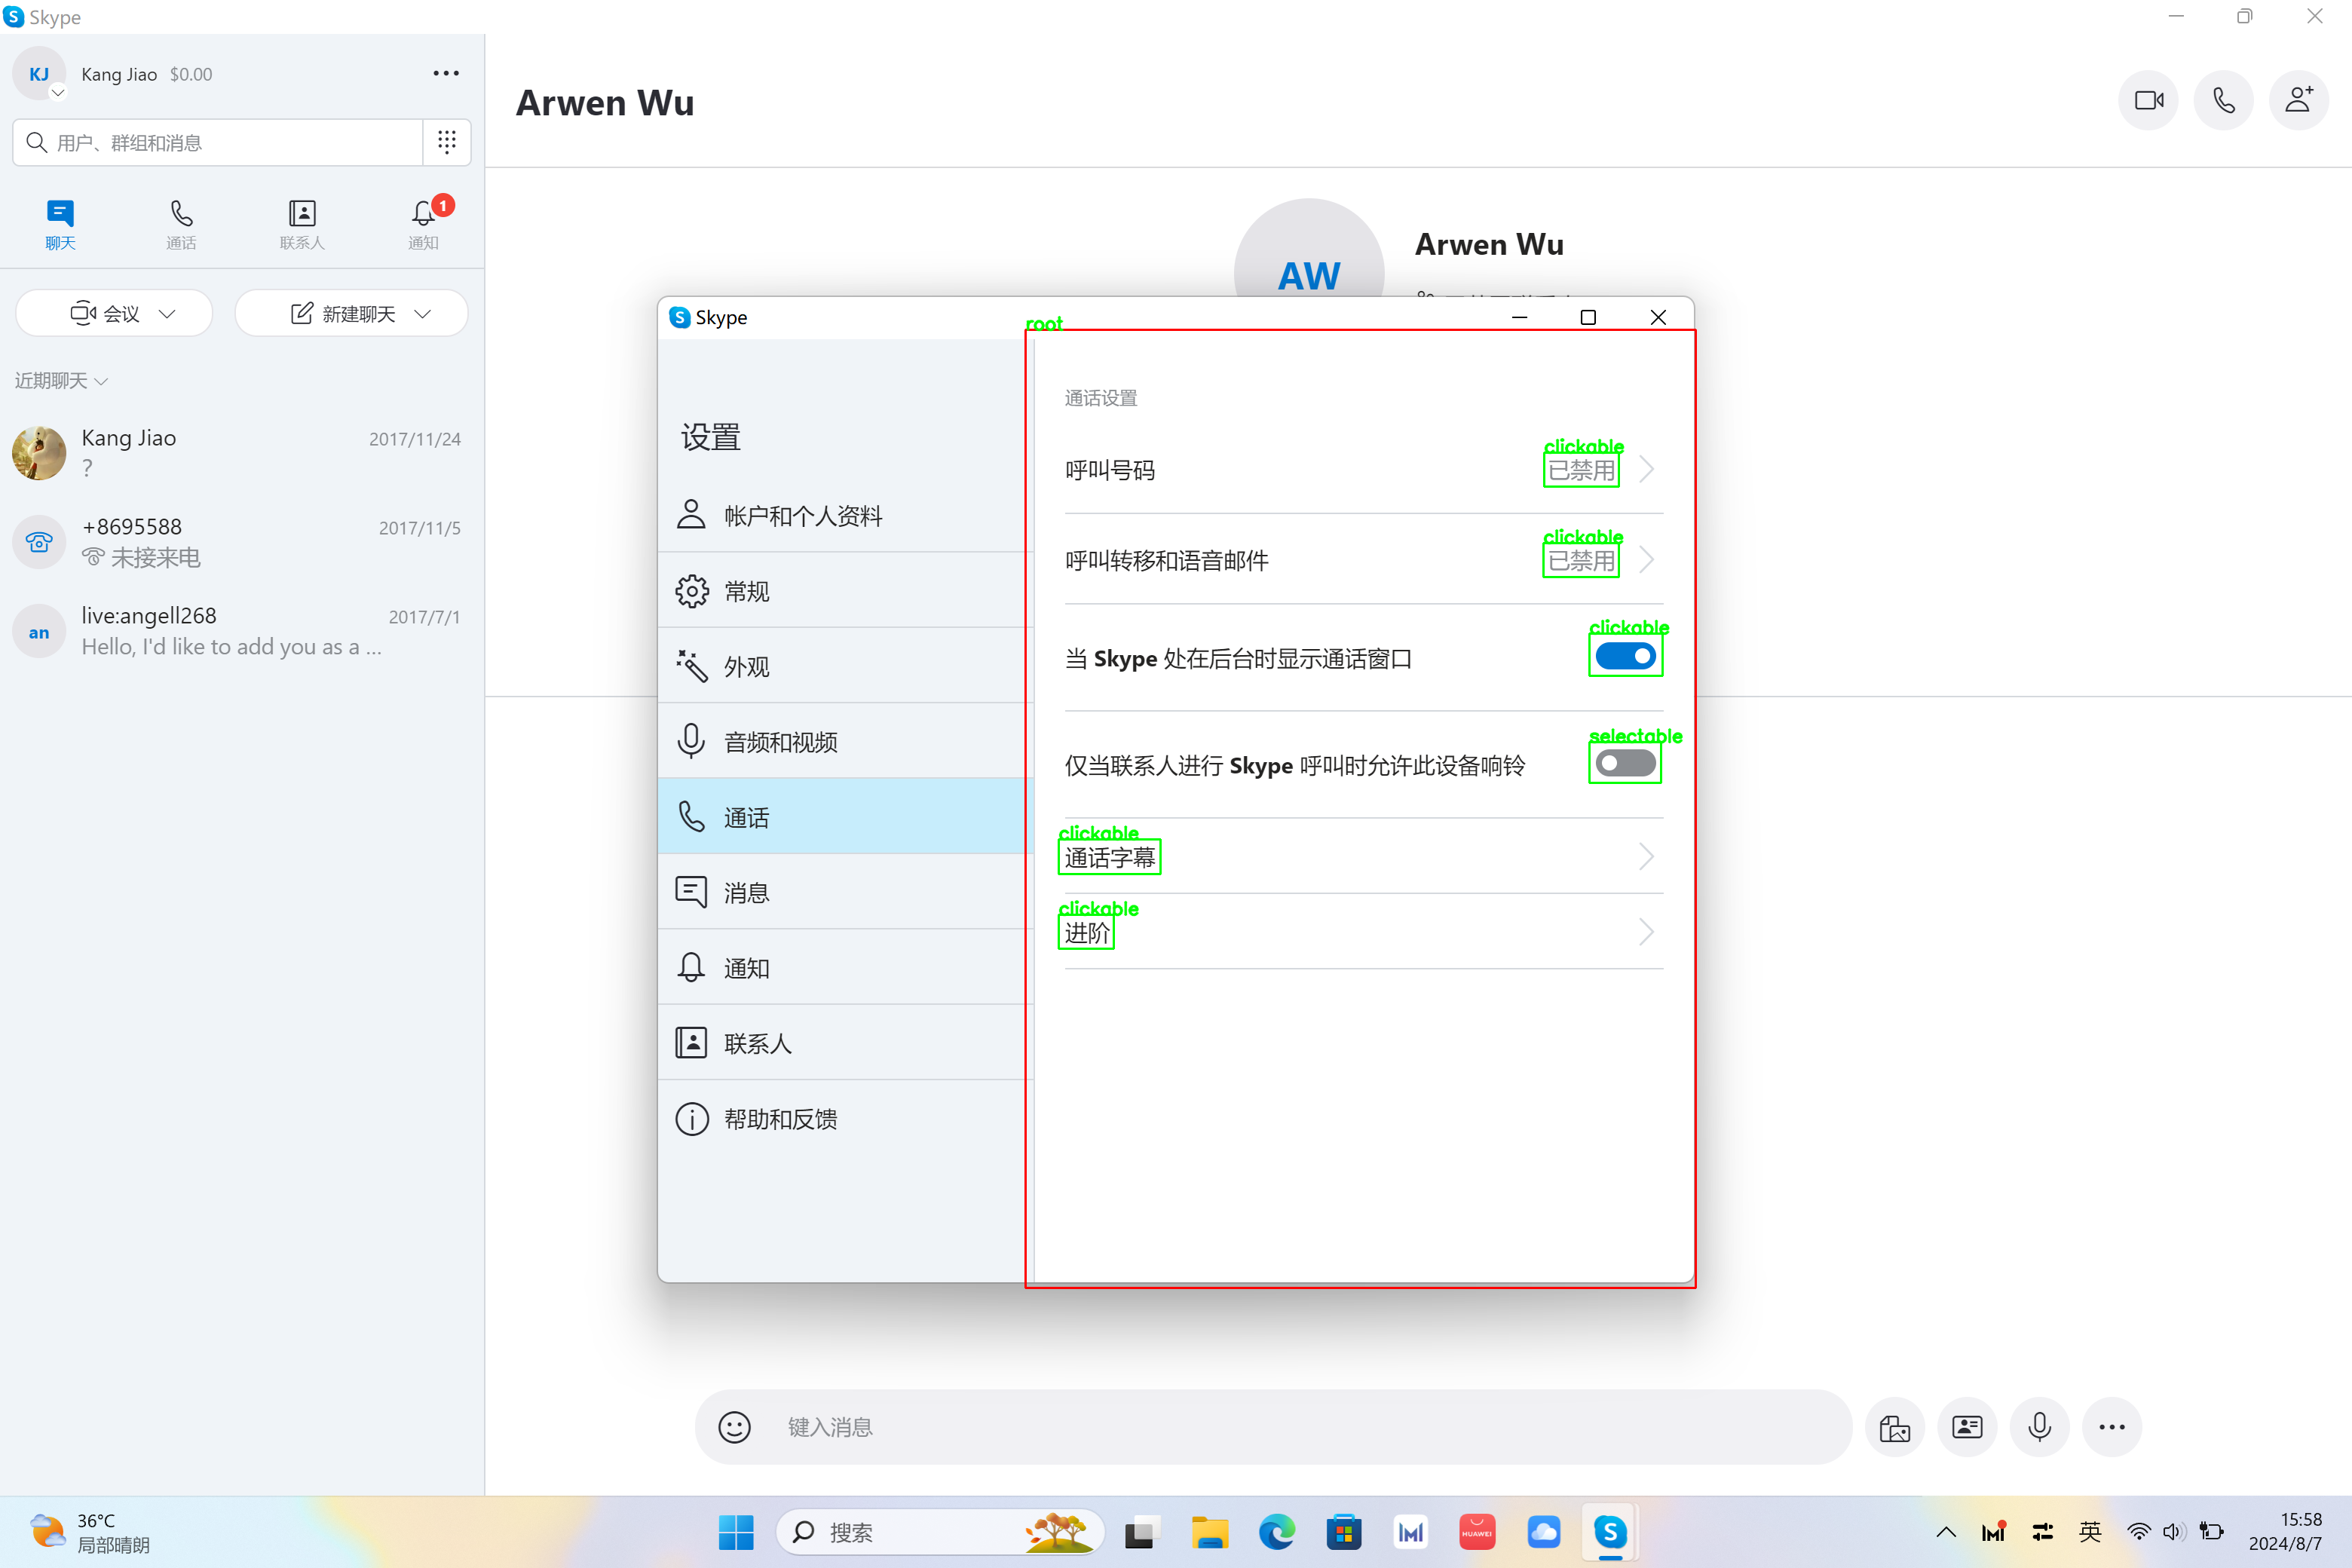 Skype
KJ
Kang Jiao $0.00
用户、群组和消息
聊天
通话
联系人
通知
1
会议
新建聊天
近期聊天
Kang Jiao 2017/11/24
?
+8695588 2017/11/5
未接来电
an
live:angell268 2017/7/1
Hello, I'd like to add you as a ...
Arwen Wu
AW
Arwen Wu
Skype
设置
帐户和个人资料
常规
外观
音频和视频
通话
消息
通知
联系人
帮助和反馈
root
通话设置
clickable
呼叫号码 已禁用
clickable
呼叫转移和语音邮件 已禁用
clickable
当 Skype 处在后台时显示通话窗口
selectable
仅当联系人进行 Skype 呼叫时允许此设备响铃
clickable
通话字幕
clickable
进阶
键入消息
36°C
局部晴朗
搜索
HUAWEI
英
15:58
2024/8/7